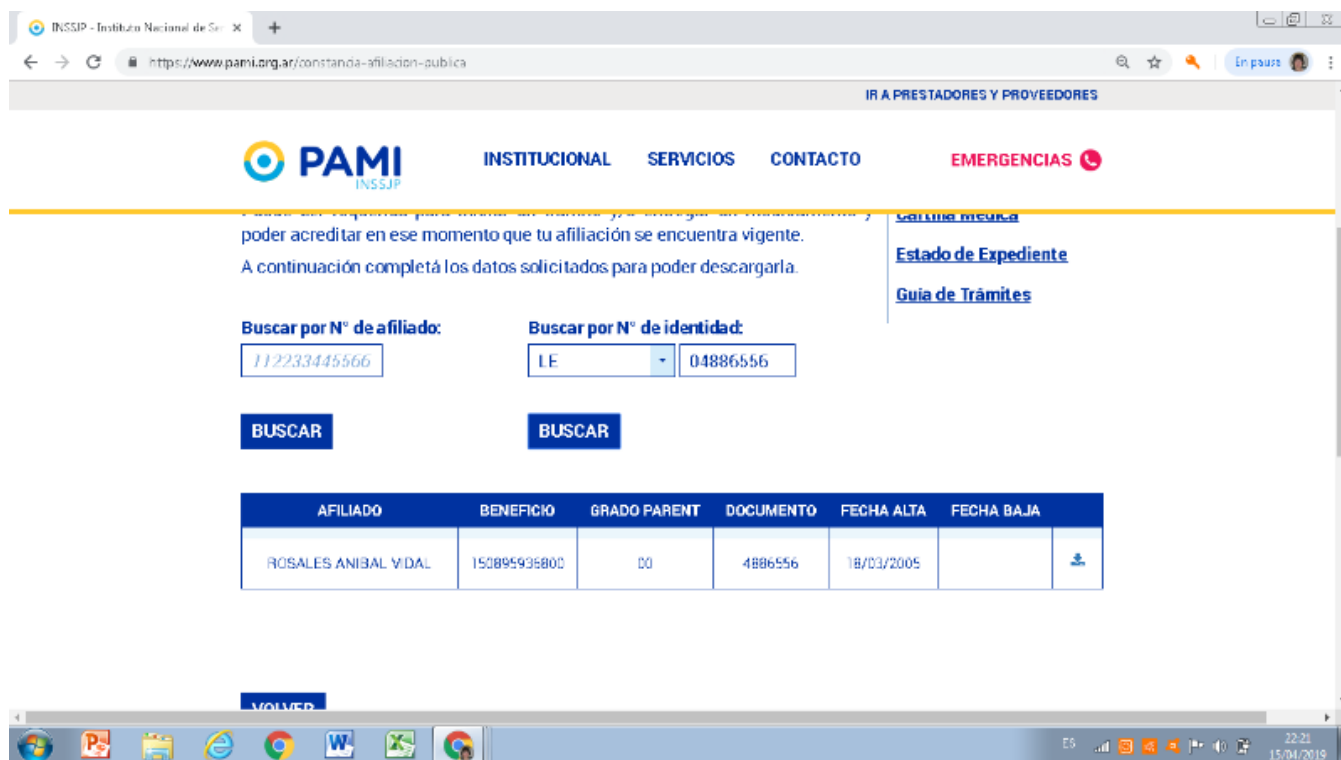 INSSJP - Instituto Nacional de Ser
https://www.pami.org.ar/constancia-afiliacion-publica
En pausa
IR A PRESTADORES Y PROVEEDORES
PAMI
INSSJP
INSTITUCIONAL SERVICIOS CONTACTO EMERGENCIAS
Cartilla Médica
poder acreditar en ese momento que tu afiliación se encuentra vigente.
Estado de Expediente
A continuación completá los datos solicitados para poder descargarla.
Guía de Trámites
Buscar por N° de afiliado: Buscar por N° de identidad:
112233445566 LE 04886556
BUSCAR BUSCAR
AFILIADO BENEFICIO GRADO PARENT DOCUMENTO FECHA ALTA FECHA BAJA
ROSALES ANIBAL VIDAL 150895936800 00 4886556 18/03/2005
VOLVER
ES 22:21
15/04/2019